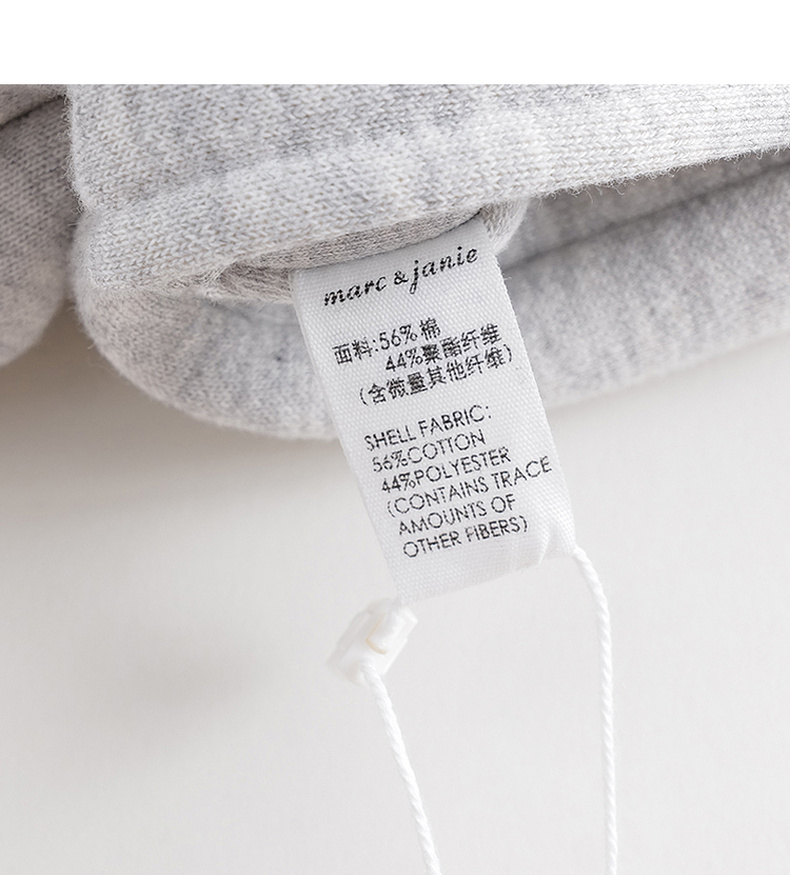 marc & janie
面料:56%棉
44%聚酯纤维
(含微量其他纤维)
SHELL FABRIC:
56%COTTON
44%POLYESTER
(CONTAINS TRACE
AMOUNTS OF
OTHER FIBERS)